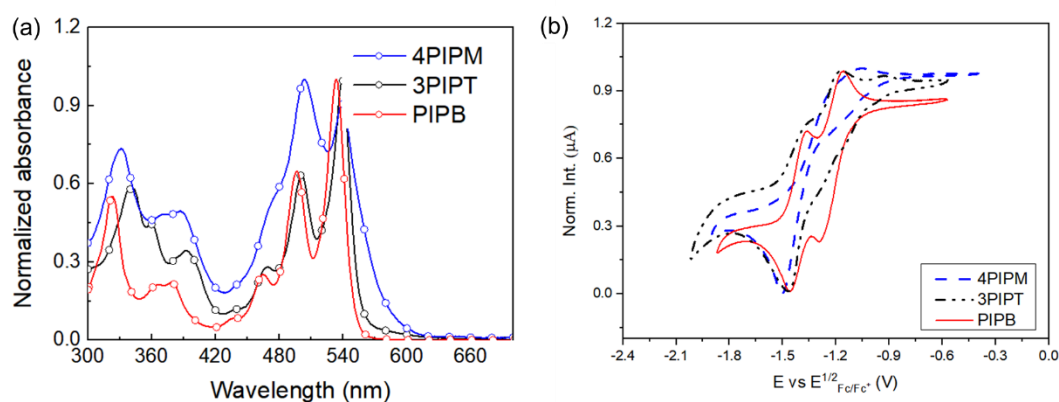 (a)
1.2
0.9
0.6
0.3
0.0
Normalized absorbance
300 360 420 480 540 600 660
Wavelength (nm)
4PIPM
3PIPT
PIPB
(b)
1.2
0.9
0.6
0.3
0.0
Norm. Int. (µA)
-2.4 -2.1 -1.8 -1.5 -1.2 -0.9 -0.6 -0.3 0.0
E vs E1/2 Fc/Fc+ (V)
4PIPM
3PIPT
PIPB